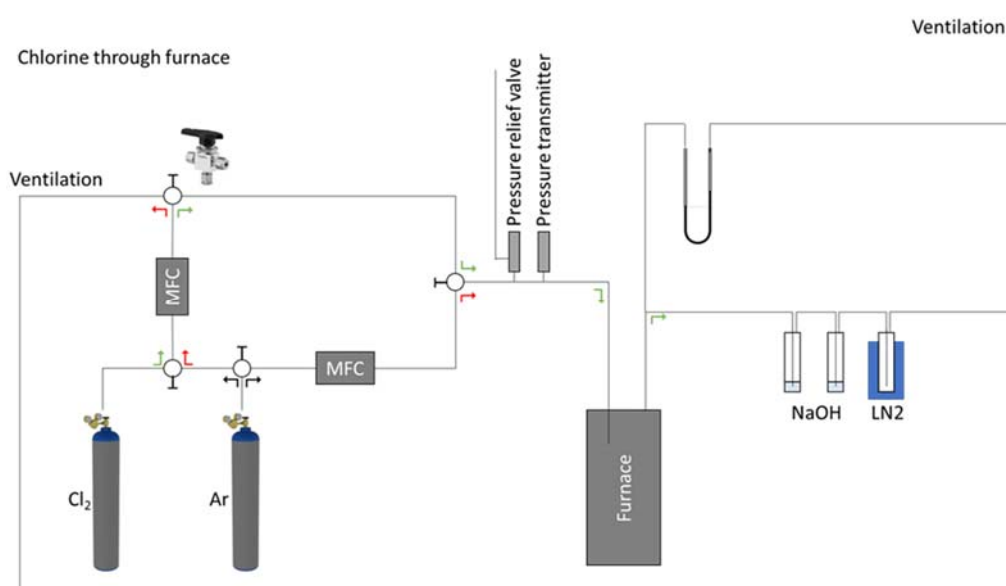 Ventilation
Chlorine through furnace
Pressure relief valve
Pressure transmitter
Ventilation
MFC
MFC
Cl₂
Ar
Furnace
NaOH
LN2